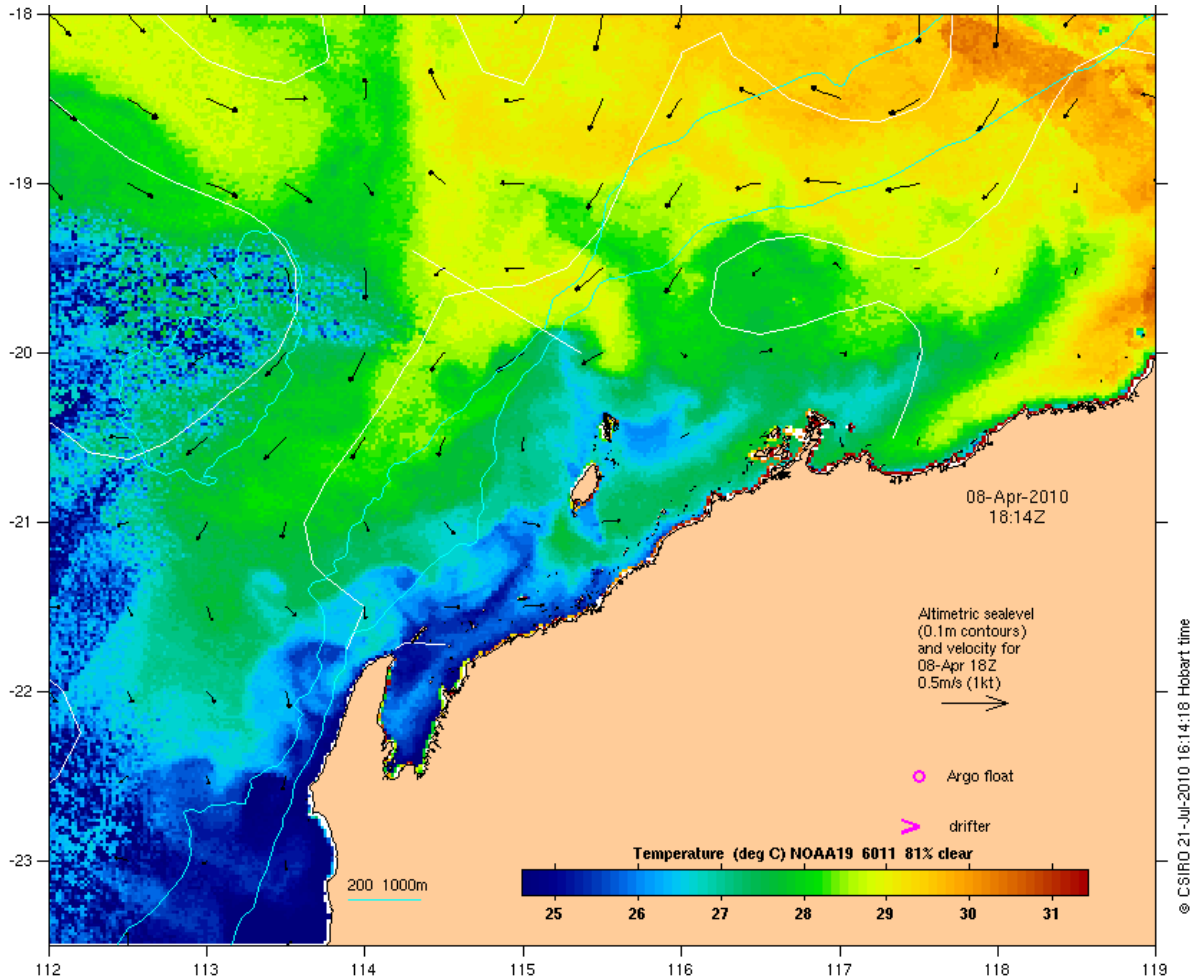 -18
-19
-20
-21
-22
-23
112
113
114
115
116
117
118
119
08-Apr-2010
18:14Z
Altimetric sealevel
(0.1m contours)
and velocity for
08-Apr 18Z
0.5m/s (1kt)
Argo float
drifter
Temperature (deg C) NOAA19 6011 81% clear
25 26 27 28 29 30 31
200 1000m
© CSIRO 21-Jul-2010 16:14:18 Hobart time